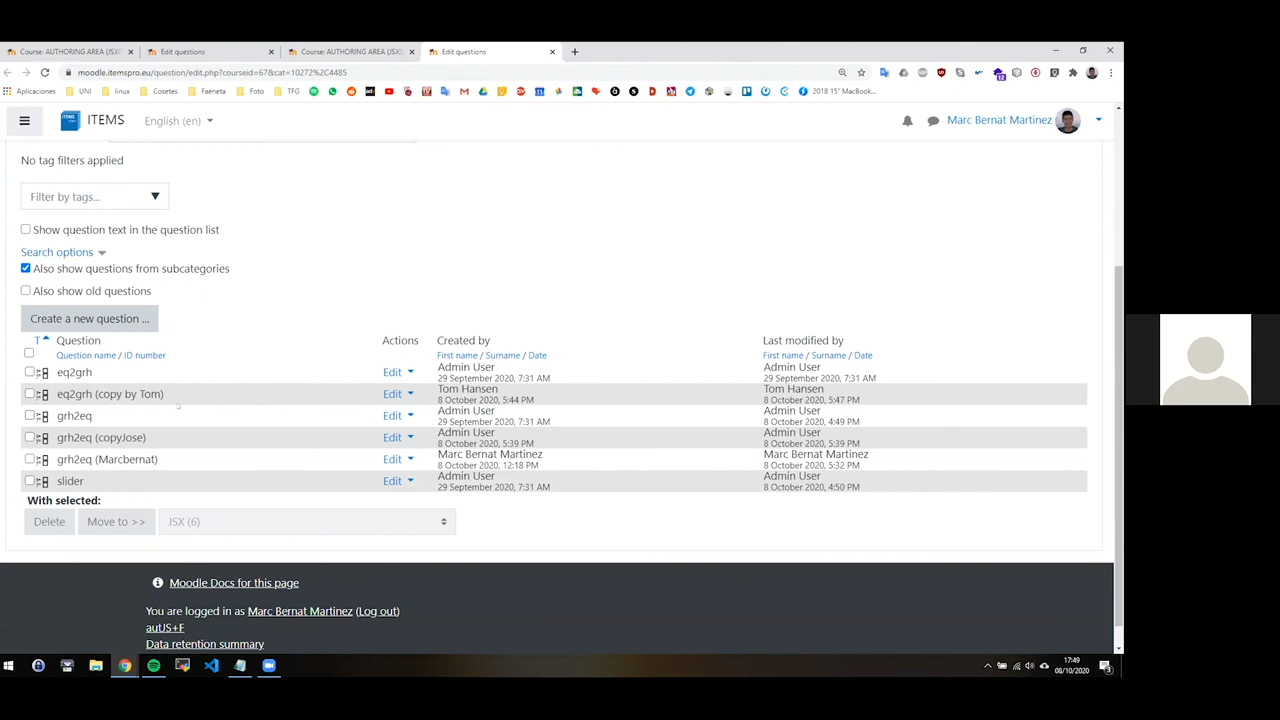 Course: AUTHORING AREA (JSXC
Edit questions
Course: AUTHORING AREA (JSXC
Edit questions
moodle.itemspro.eu/question/edit.php?courseid=67&cat=10272%2C4485
Aplicaciones
UNI
linux
Cosetes
Faeneta
Foto
TFG
2018 15' MacBook...
ITEMS
English (en)
Marc Bernat Martinez
No tag filters applied
Filter by tags...
Show question text in the question list
Search options
Also show questions from subcategories
Also show old questions
Create a new question ...
T Question Actions Created by Last modified by
Question name / ID number First name / Surname / Date First name / Surname / Date
eq2grh Edit Admin User Admin User
29 September 2020, 7:31 AM 29 September 2020, 7:31 AM
eq2grh (copy by Tom) Edit Tom Hansen Tom Hansen
8 October 2020, 5:44 PM 8 October 2020, 5:47 PM
grh2eq Edit Admin User Admin User
29 September 2020, 7:31 AM 8 October 2020, 4:49 PM
grh2eq (copyJose) Edit Admin User Admin User
8 October 2020, 5:39 PM 8 October 2020, 5:39 PM
grh2eq (Marcbernat) Edit Marc Bernat Martinez Marc Bernat Martinez
8 October 2020, 12:18 PM 8 October 2020, 5:32 PM
slider Edit Admin User Admin User
29 September 2020, 7:31 AM 8 October 2020, 4:50 PM
With selected:
Delete Move to >> JSX (6)
Moodle Docs for this page
You are logged in as Marc Bernat Martinez (Log out)
autJS+F
Data retention summary
17:49
08/10/2020